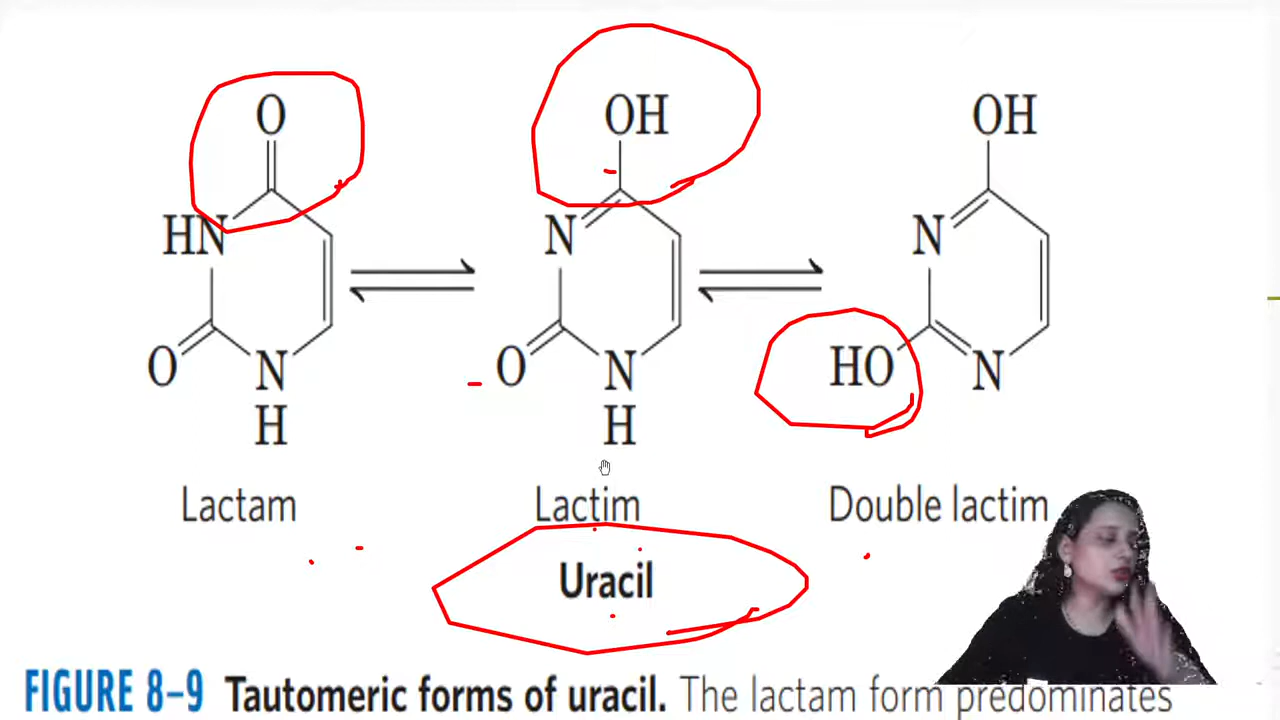 O OH OH
HN N N
O N O N HO N
H H
Lactam Lactim Double lactim
Uracil
FIGURE 8–9 Tautomeric forms of uracil. The lactam form predominates